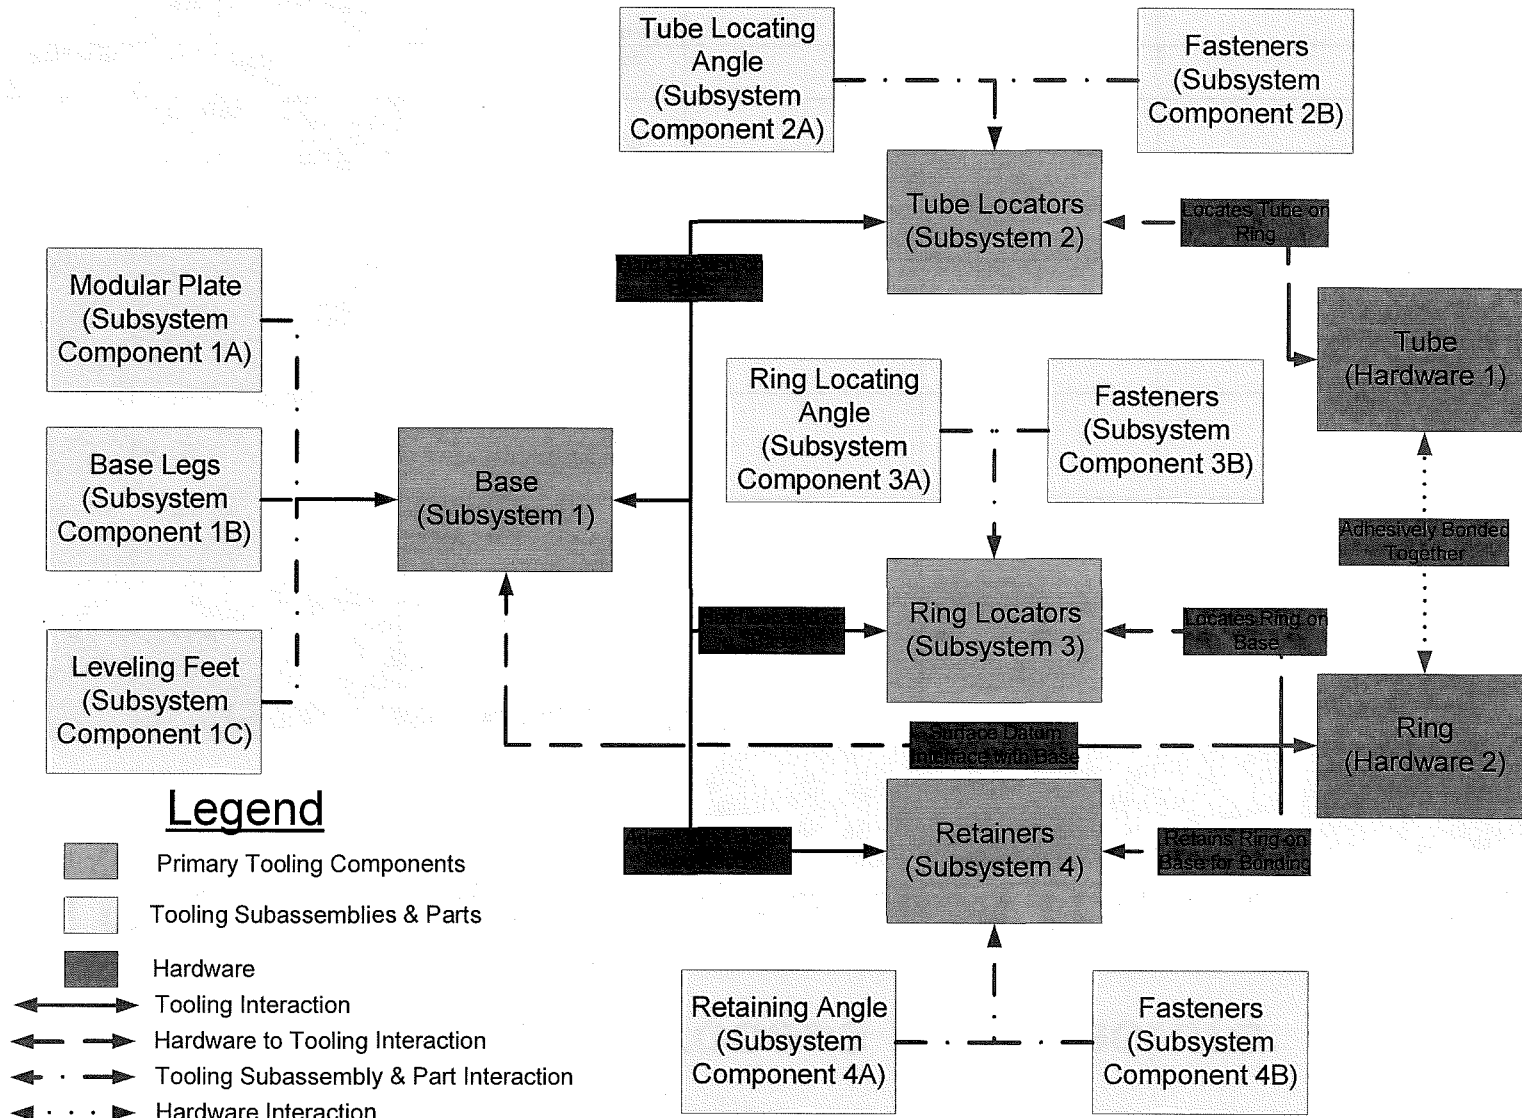 Tube Locating
Angle
(Subsystem
Component 2A)
Fasteners
(Subsystem
Component 2B)
Tube Locators
(Subsystem 2)
Locates Tube on
Ring
Modular Plate
(Subsystem
Component 1A)
Tube
(Hardware 1)
Ring Locating
Angle
(Subsystem
Component 3A)
Fasteners
(Subsystem
Component 3B)
Base Legs
(Subsystem
Component 1B)
Base
(Subsystem 1)
Adhesively Bonded
Together
Ring Locators
(Subsystem 3)
Locates Ring on
Base
Leveling Feet
(Subsystem
Component 1C)
Surface Datum
Interface with Base
Ring
(Hardware 2)
Retainers
(Subsystem 4)
Retains Ring on
Base for Bonding
Legend
Primary Tooling Components
Tooling Subassemblies & Parts
Hardware
Tooling Interaction
Hardware to Tooling Interaction
Tooling Subassembly & Part Interaction
Hardware Interaction
Retaining Angle
(Subsystem
Component 4A)
Fasteners
(Subsystem
Component 4B)